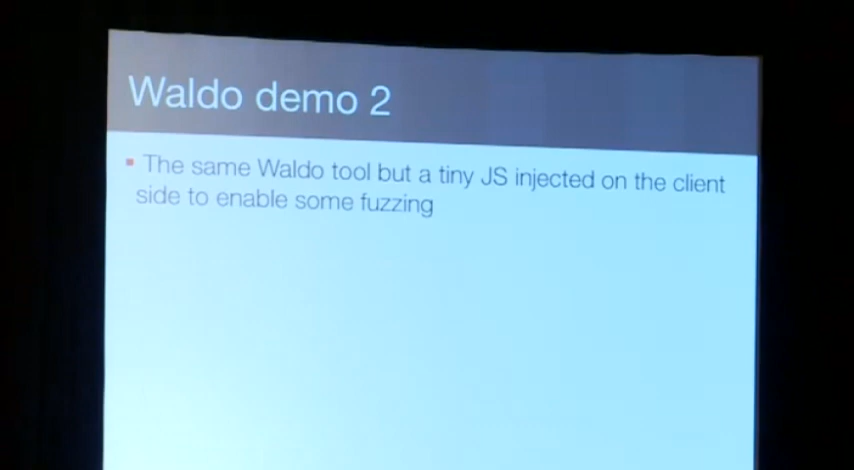 Waldo demo 2
The same Waldo tool but a tiny JS injected on the client
side to enable some fuzzing